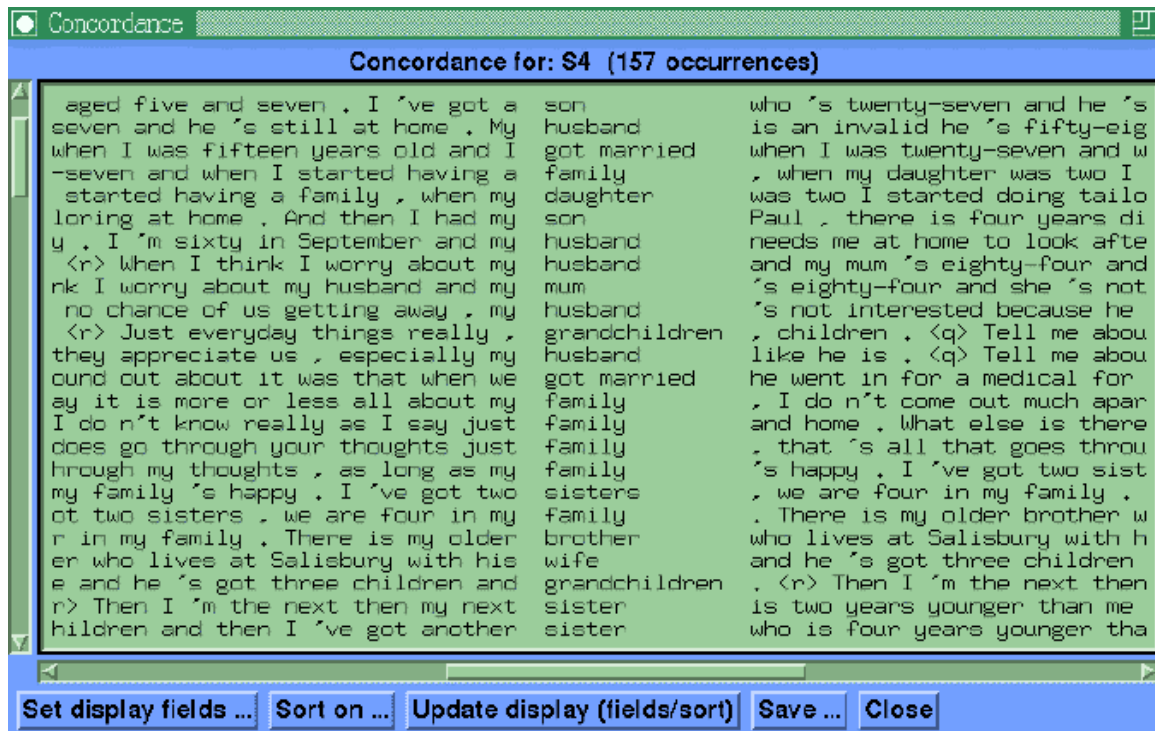 Concordance
Concordance for: S4 (157 occurrences)
aged five and seven . I ´ve got a son who ´s twenty-seven and he ´s
seven and he ´s still at home . My husband is an invalid he ´s fifty-eig
when I was fifteen years old and I got married when I was twenty-seven and w
-seven and when I started having a family , when my daughter was two I
started having a family , when my daughter was two I started doing tailo
loring at home . And then I had my son Paul , there is four years di
y . I ´m sixty in September and my husband needs me at home to look afte
<r> When I think I worry about my husband and my mum ´s eighty-four and
nk I worry about my husband and my mum ´s eighty-four and she ´s not
no chance of us getting away , my husband ´s not interested because he
<r> Just everyday things really , grandchildren , children . <q> Tell me abou
they appreciate us , especially my husband like he is . <q> Tell me abou
ound out about it was that when we got married he went in for a medical for
ay it is more or less all about my family , I do n´t come out much apar
I do n´t know really as I say just family and home . What else is there
does go through your thoughts just family , that ´s all that goes throu
hrough my thoughts , as long as my family ´s happy . I ´ve got two sist
my family ´s happy . I ´ve got two sisters , we are four in my family .
ot two sisters , we are four in my family . There is my older brother w
r in my family . There is my older brother who lives at Salisbury with h
er who lives at Salisbury with his wife and he ´s got three children
e and he ´s got three children and grandchildren . <r> Then I ´m the next then
r> Then I ´m the next then my next sister is two years younger than me
hildren and then I ´ve got another sister who is four years younger tha
Set display fields ... Sort on ... Update display (fields/sort) Save ... Close